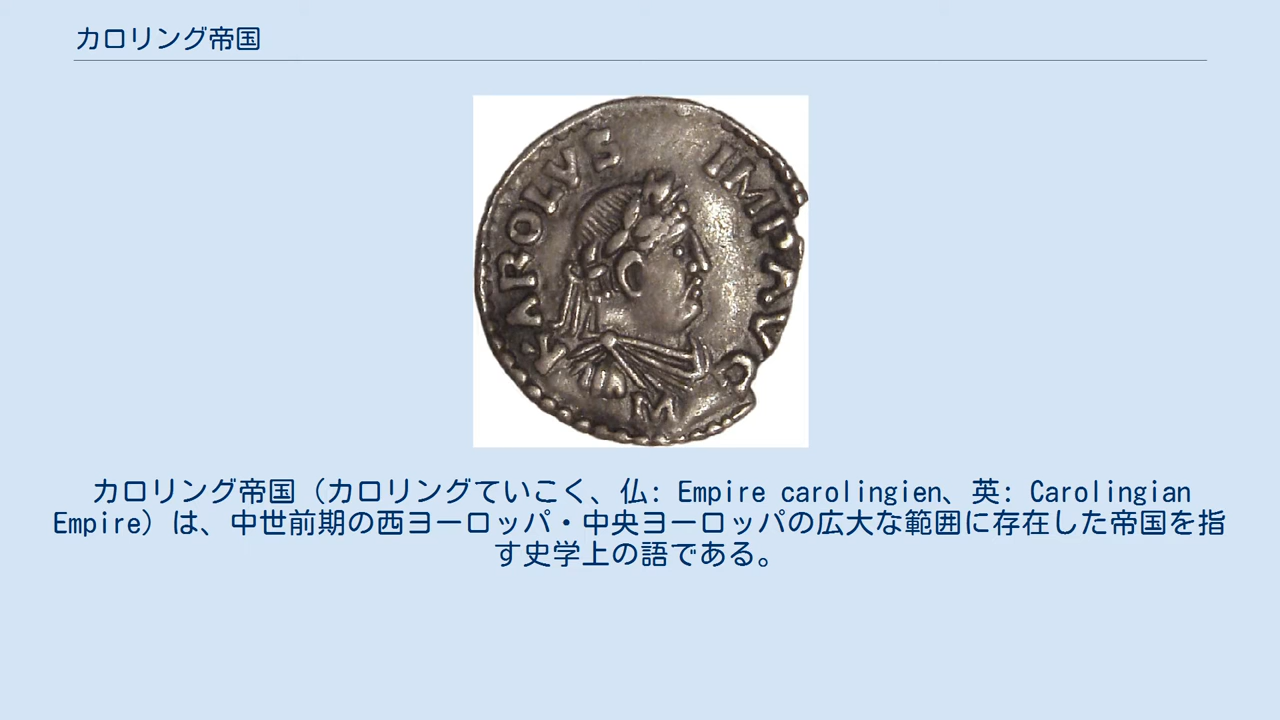 カロリング帝国
KAROLVS IMP AVG
M
カロリング帝国（カロリングていこく、仏: Empire carolingien、英: Carolingian
Empire）は、中世前期の西ヨーロッパ・中央ヨーロッパの広大な範囲に存在した帝国を指
す史学上の語である。